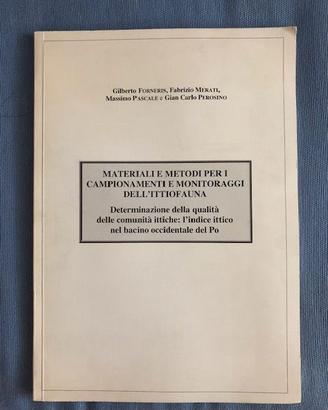 Gilberto FORNERIS, Fabrizio MERATI,
Massimo PASCALE e Gian Carlo PEROSINO
MATERIALI E METODI PER I
CAMPIONAMENTI E MONITORAGGI
DELL'ITTIOFAUNA
Determinazione della qualità
delle comunità ittiche: l'indice ittico
nel bacino occidentale del Po